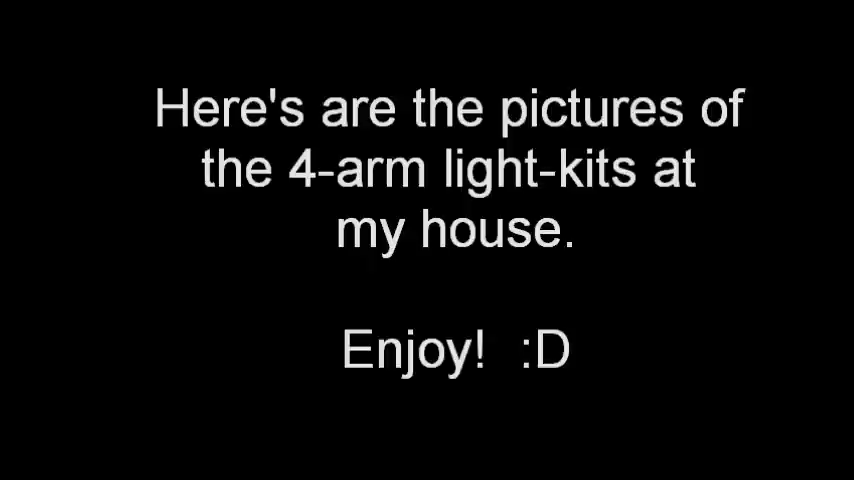 Here's are the pictures of
the 4-arm light-kits at
my house.
Enjoy!  :D